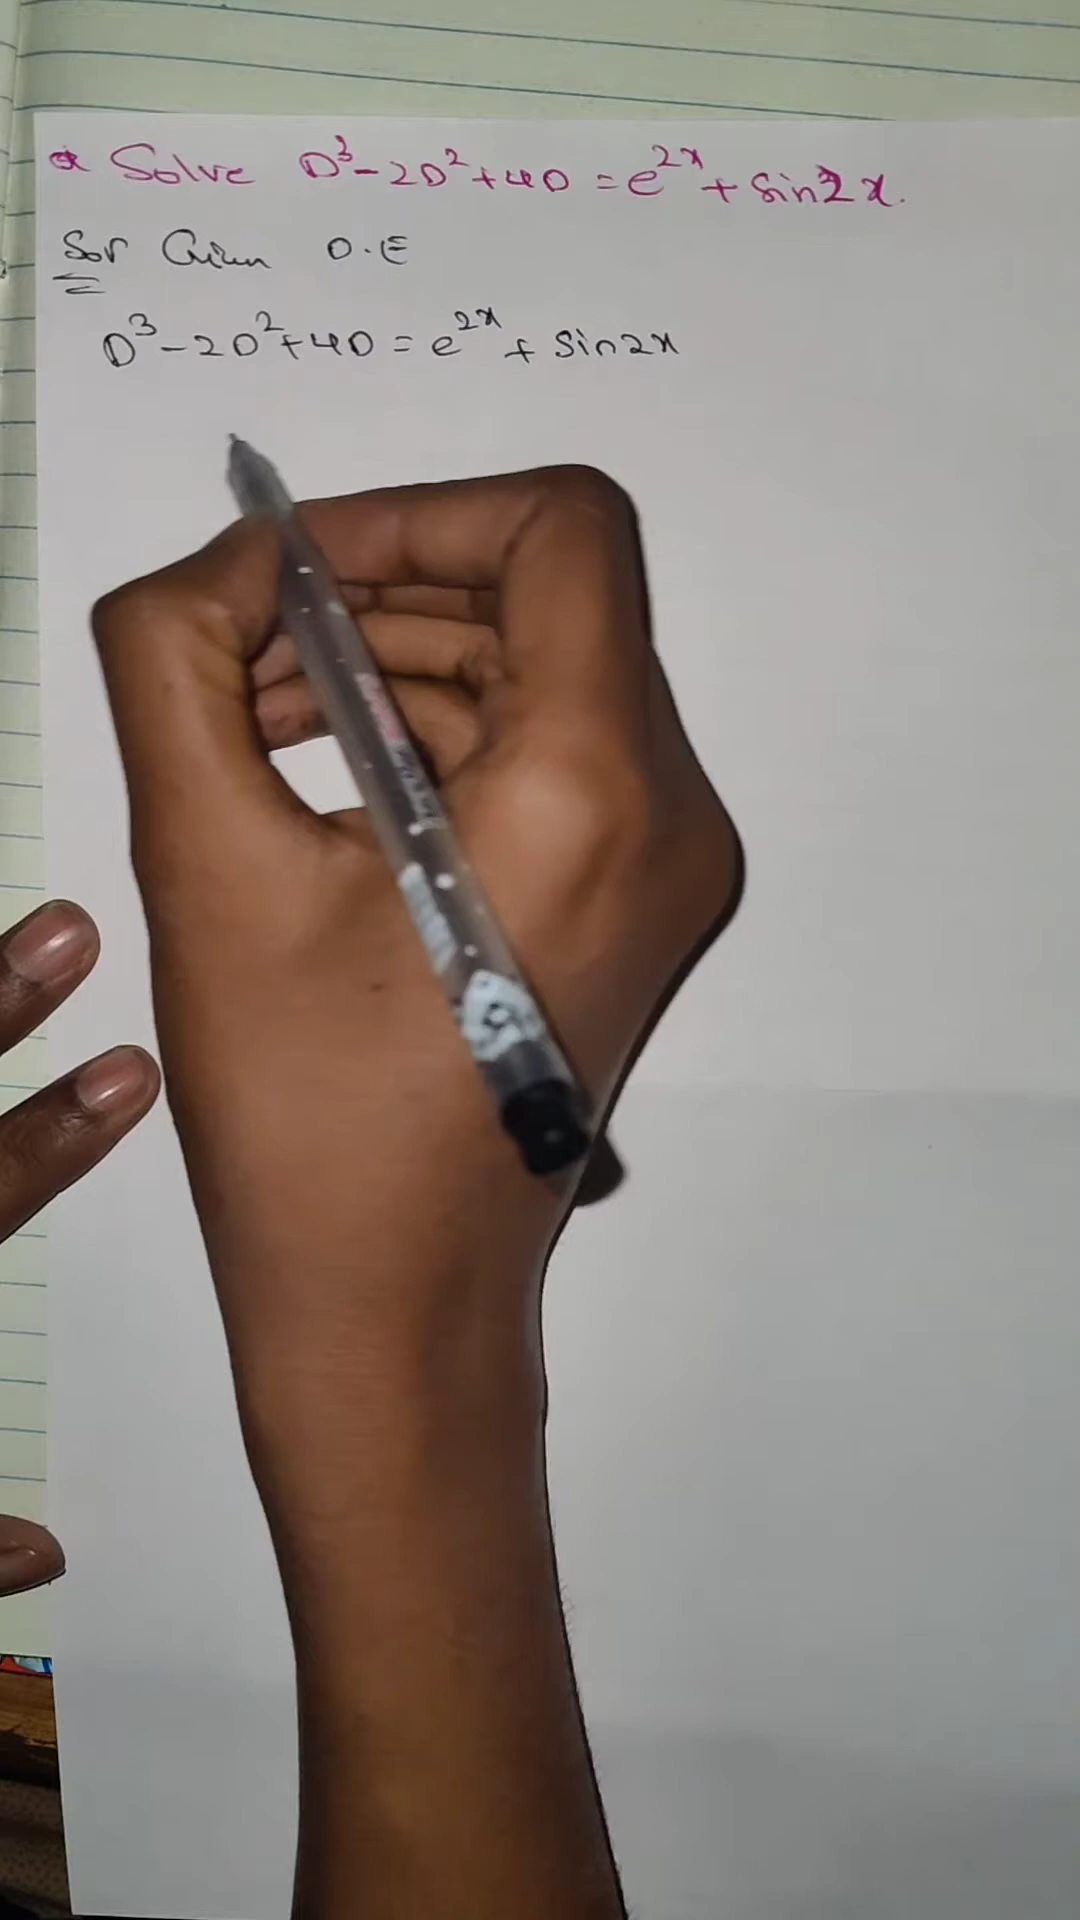 Solve D³-2D²+4D = e²ˣ + Sin2x.
Sol Given D.E
D³-2D²+4D = e²ˣ + Sin2x